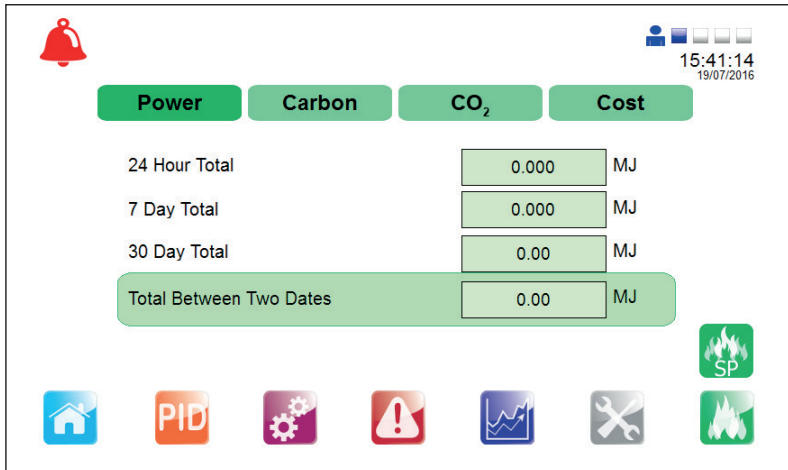 15:41:14
19/07/2016
Power Carbon CO₂ Cost
24 Hour Total 0.000 MJ
7 Day Total 0.000 MJ
30 Day Total 0.00 MJ
Total Between Two Dates 0.00 MJ
SP
PID